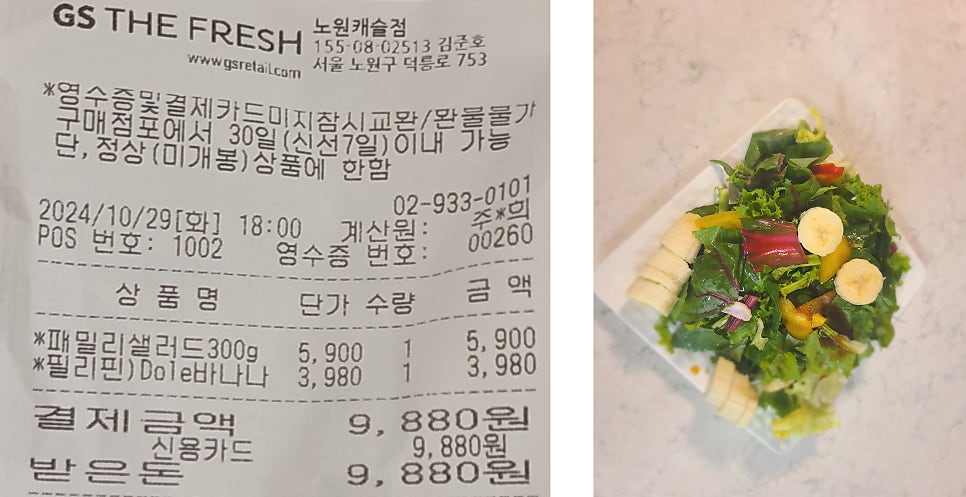 GS THE FRESH 노원캐슬점
155-08-02513 김준호
www.gsretail.com 서울 노원구 덕릉로 753
*영수증및결제카드미지참시교환/환불불가
구매점포에서 30일(신선7일)이내 가능
단,정상(미개봉)상품에 한함
02-933-0101
2024/10/29[화] 18:00 계산원: 주*희
POS 번호: 1002 영수증 번호: 00260
상 품 명 단가 수량 금 액
*패밀리샐러드300g 5,900 1 5,900
*필리핀)Dole바나나 3,980 1 3,980
결제금액 9,880원
신용카드 9,880원
받은돈 9,880원